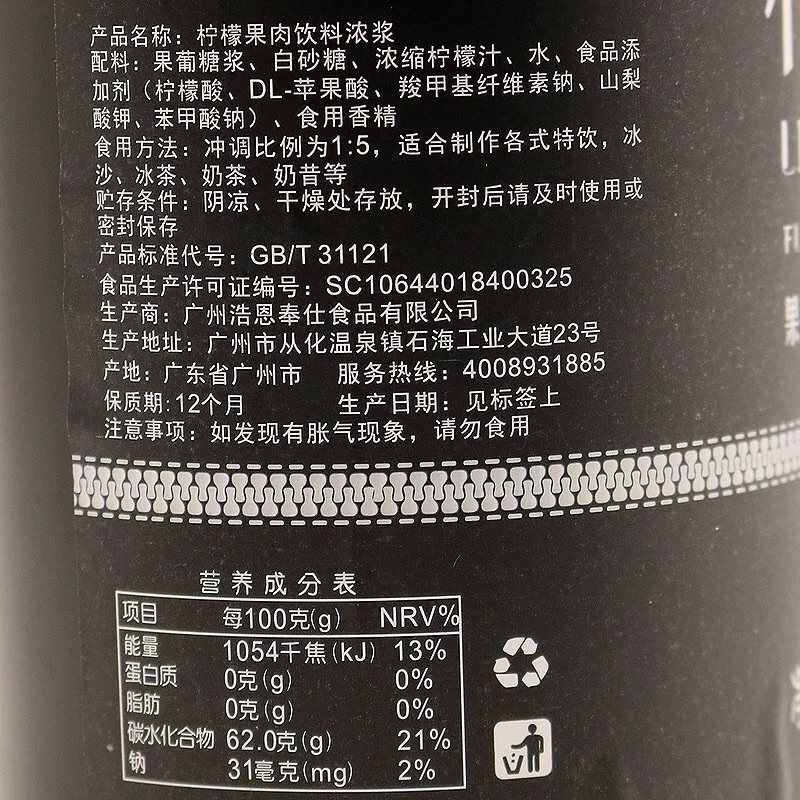 产品名称：柠檬果肉饮料浓浆
配料：果葡糖浆、白砂糖、浓缩柠檬汁、水、食品添
加剂（柠檬酸、DL-苹果酸、羧甲基纤维素钠、山梨
酸钾、苯甲酸钠）、食用香精
食用方法：冲调比例为1:5，适合制作各式特饮，冰
沙、冰茶、奶茶、奶昔等
贮存条件：阴凉、干燥处存放，开封后请及时使用或
密封保存
产品标准代号：GB/T 31121
食品生产许可证编号：SC10644018400325
生产商：广州浩恩奉仕食品有限公司
生产地址：广州市从化温泉镇石海工业大道23号
产地：广东省广州市 服务热线：4008931885
保质期:12个月 生产日期：见标签上
注意事项：如发现有胀气现象，请勿食用
营养成分表
项目 每100克(g) NRV%
能量 1054千焦(kJ) 13%
蛋白质 0克(g) 0%
脂肪 0克(g) 0%
碳水化合物 62.0克(g) 21%
钠 31毫克(mg) 2%